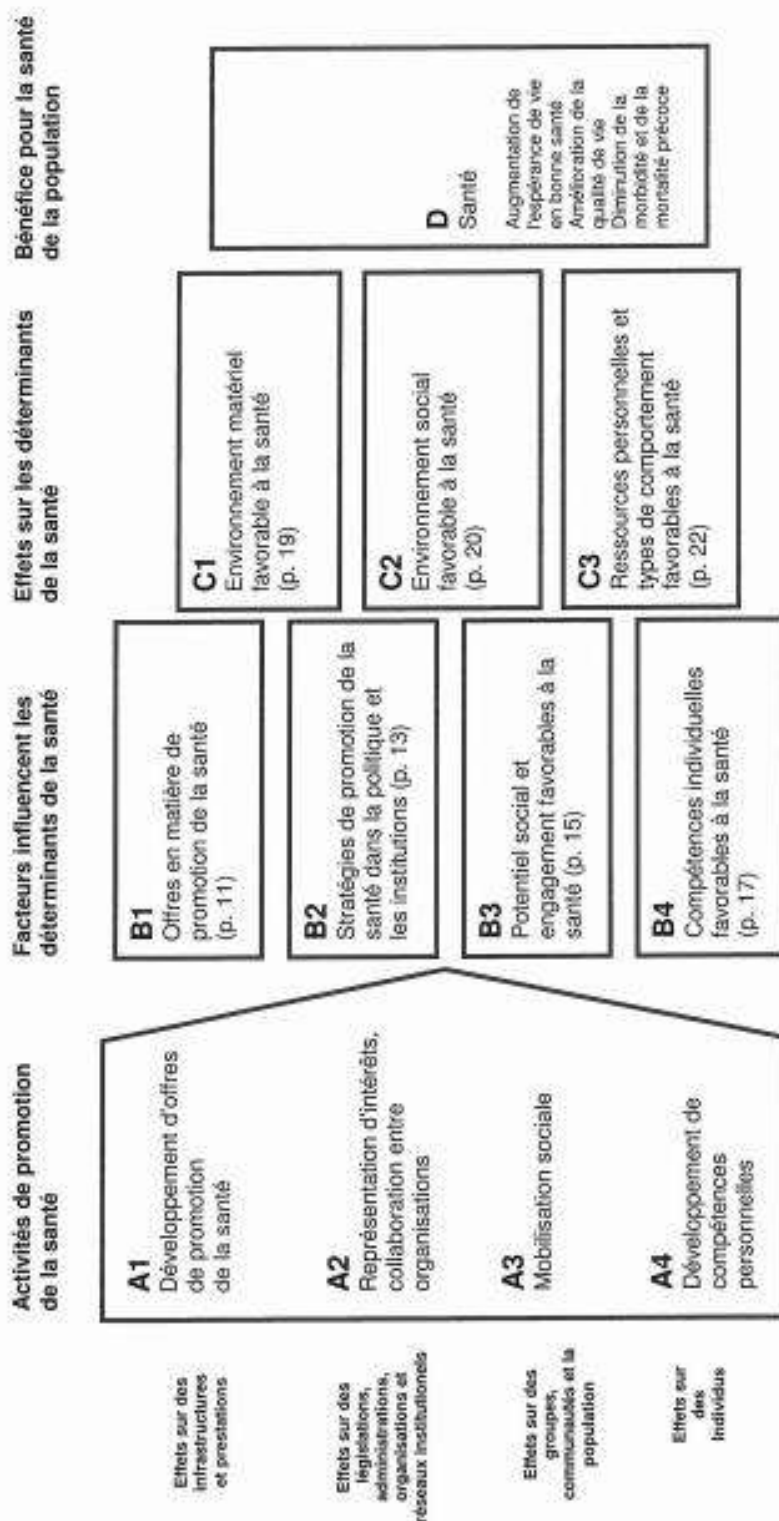 Activités de promotion
de la santé
Facteurs influencent les
déterminants de la santé
Effets sur les déterminants
de la santé
Bénéfice pour la santé
de la population
Effets sur des
infrastructures
et prestations
A1
Développement d'offres
de promotion
de la santé
B1
Offres en matière de
promotion de la santé
(p. 11)
C1
Environnement matériel
favorable à la santé
(p. 19)
Effets sur des
législations,
administrations,
organisations et
réseaux institutionels
A2
Représentation d'intérêts,
collaboration entre
organisations
B2
Stratégies de promotion de la
santé dans la politique et
les institutions (p. 13)
C2
Environnement social
favorable à la santé
(p. 20)
D
Santé
Augmentation de
l'espérance de vie
en bonne santé
Amélioration de la
qualité de vie
Diminution de la
morbidité et de la
mortalité précoce
Effets sur des
groupes,
communautés et la
population
A3
Mobilisation sociale
B3
Potentiel social et
engagement favorables à la
santé (p. 15)
C3
Ressources personnelles et
types de comportement
favorables à la santé
(p. 22)
Effets sur
des
Individus
A4
Développement de
compétences
personnelles
B4
Compétences individuelles
favorables à la santé
(p. 17)